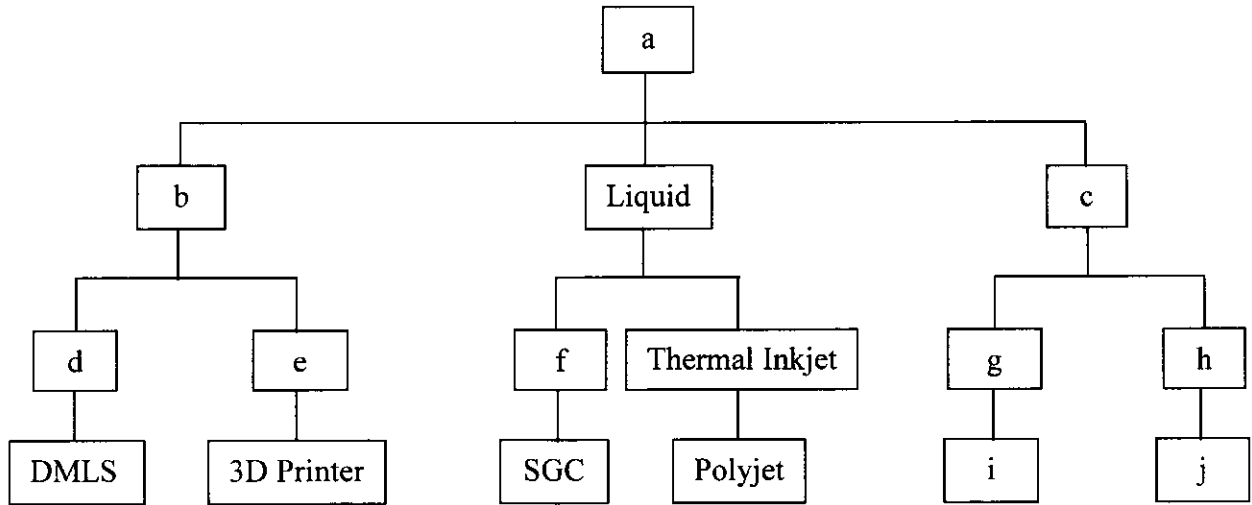 a
b
Liquid
c
d
e
f
Thermal Inkjet
g
h
DMLS
3D Printer
SGC
Polyjet
i
j